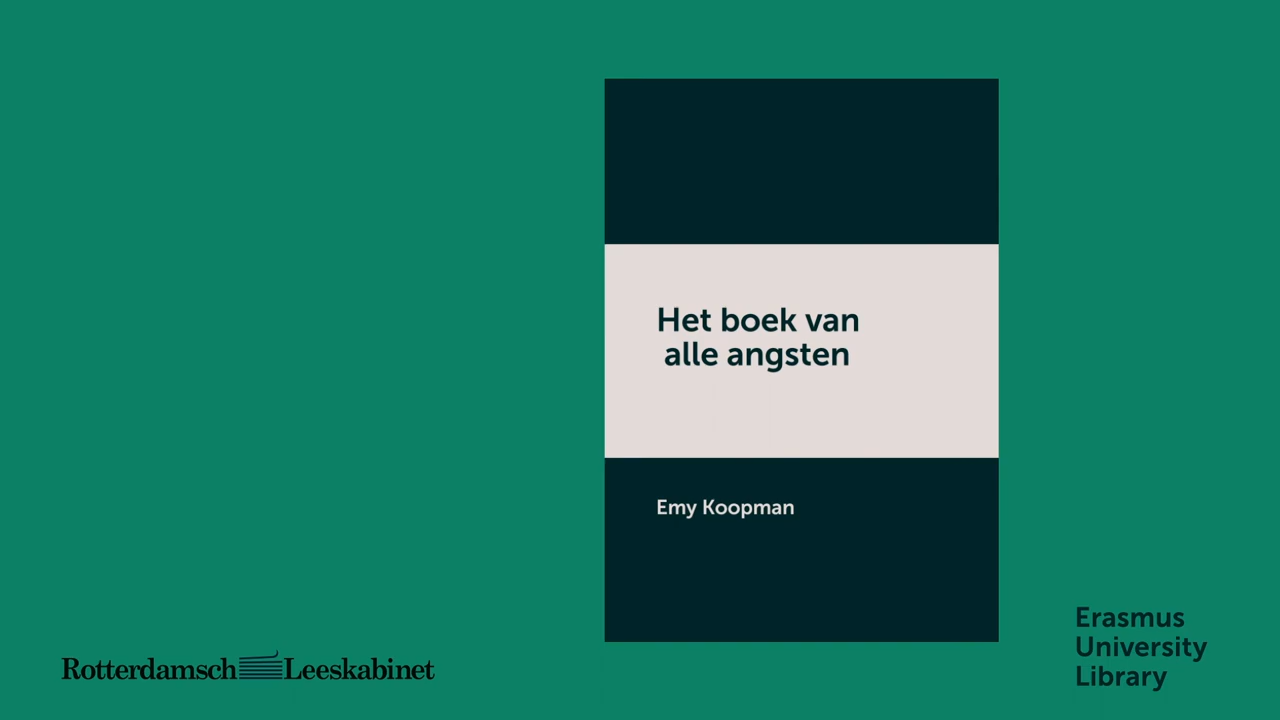 Het boek van
alle angsten
Emy Koopman
Rotterdamsch Leeskabinet
Erasmus
University
Library